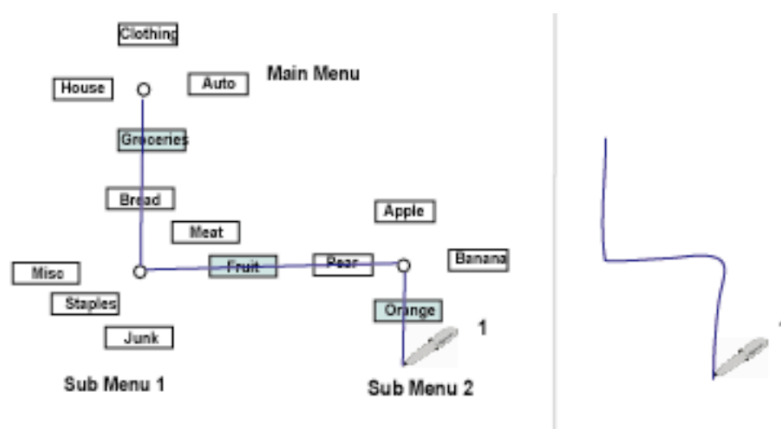 Clothing
House
Auto
Main Menu
Groceries
Bread
Apple
Meat
Banana
Misc
Fruit
Pear
Staples
Orange
1
Junk
Sub Menu 1
Sub Menu 2